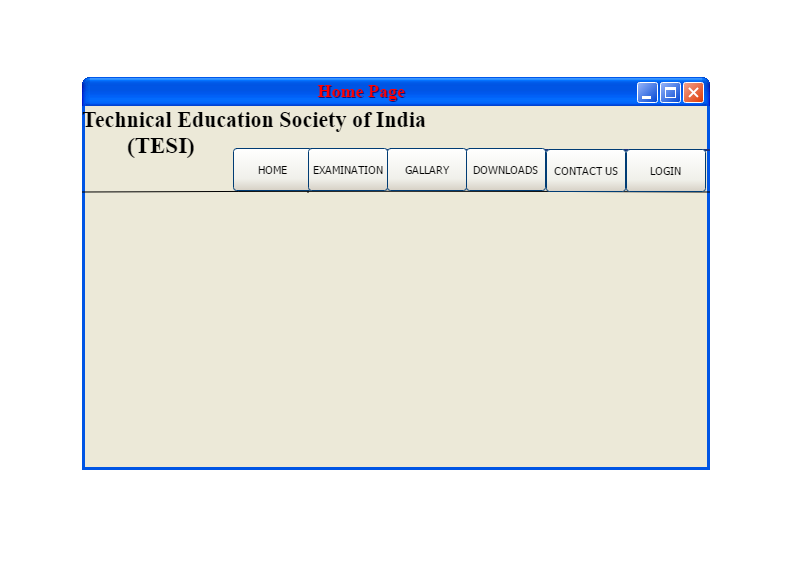 Home Page
Technical Education Society of India
(TESI)
HOME EXAMINATION GALLARY DOWNLOADS CONTACT US LOGIN